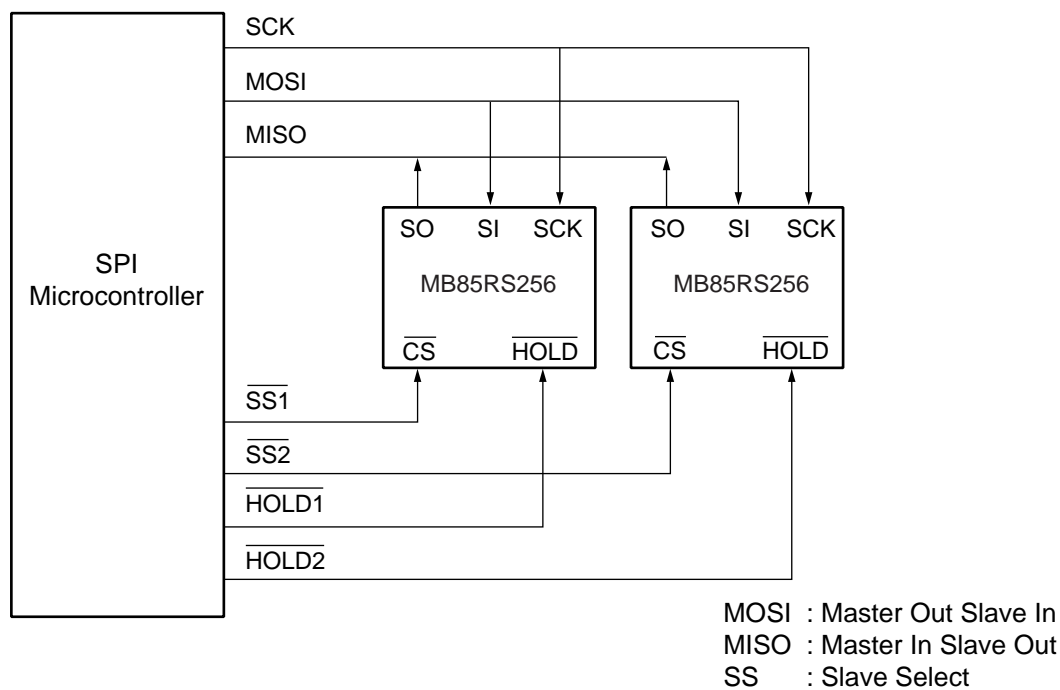 SCK
MOSI
MISO
SO SI SCK
MB85RS256
CS HOLD
SO SI SCK
MB85RS256
CS HOLD
SPI
Microcontroller
SS1
SS2
HOLD1
HOLD2
MOSI : Master Out Slave In
MISO : Master In Slave Out
SS : Slave Select